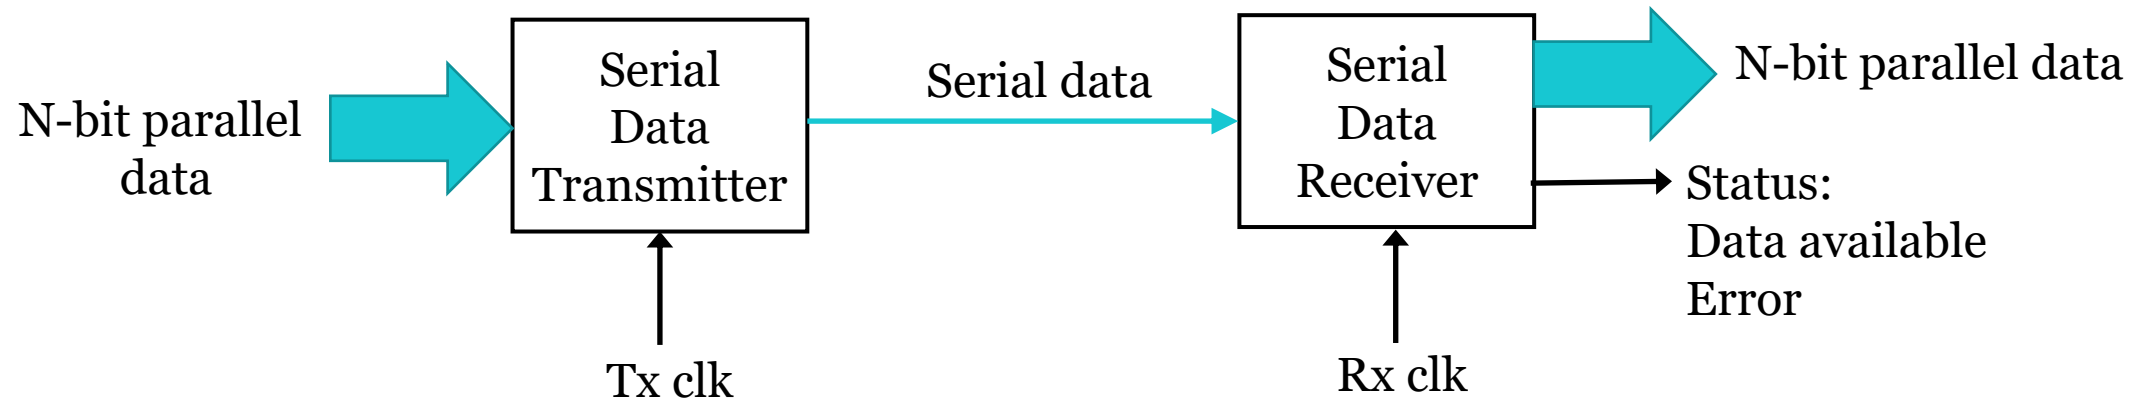 N-bit parallel
data
Serial
Data
Transmitter
Tx clk
Serial data
Serial
Data
Receiver
Rx clk
N-bit parallel data
Status:
Data available
Error